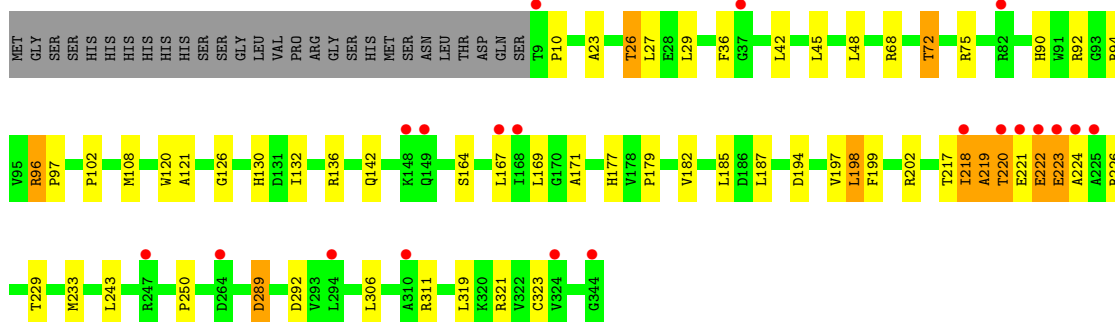 MET GLY SER SER HIS HIS HIS HIS HIS HIS SER SER GLY LEU VAL PRO ARG GLY SER HIS MET SER ASN LEU THR ASP GLN SER T9 P10 A23 T26 L27 E28 L29 F36 G37 L42 L45 L48 R68 T72 R75 R82 H90 W91 R92 G93
V95 R96 P97 P102 M108 W120 A121 G126 H130 D131 I132 R136 Q142 K148 Q149 S164 L167 I168 L169 G170 A171 H177 V178 P179 V182 L185 D186 L187 D194 V197 L198 F199 R202 T217 I218 A219 T220 E221 E222 E223 A224 A225
T229 M233 L243 R247 P250 D264 D289 D292 V293 L294 L306 A310 R311 L319 K320 R321 V322 C323 V324 G344